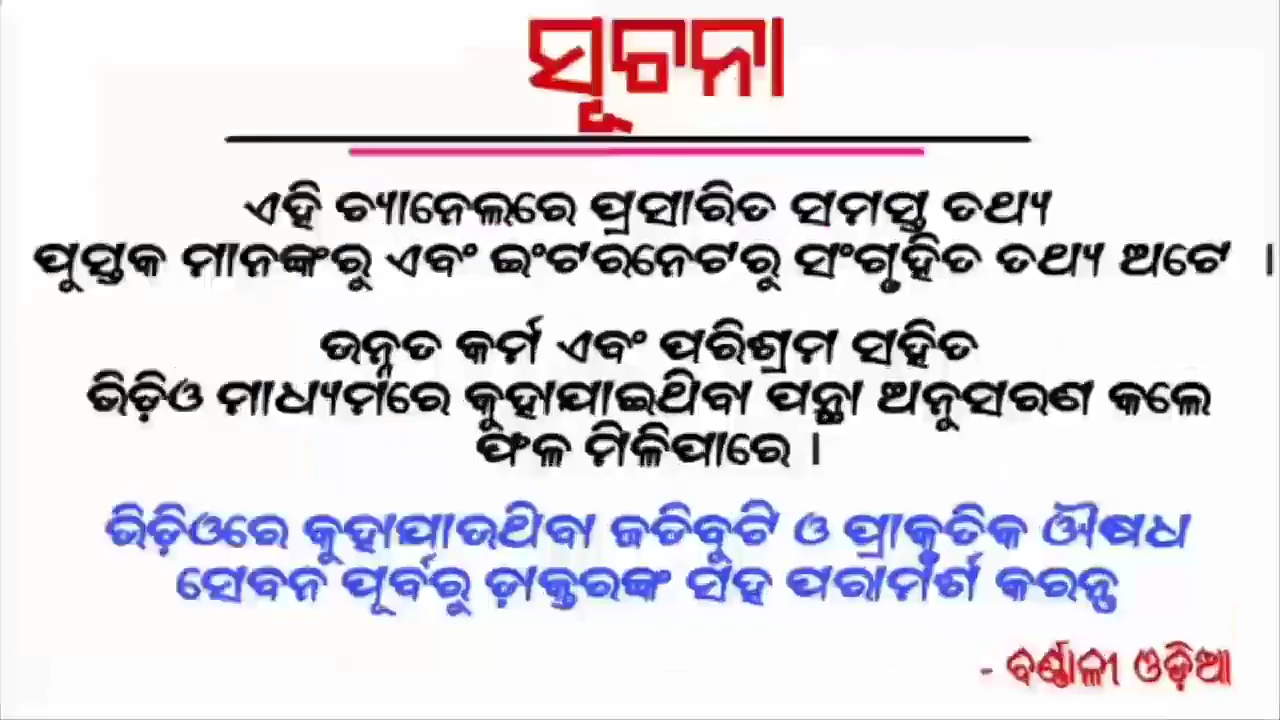 ସୂଚନା
ଏହି ଚ୍ୟାନେଲରେ ପ୍ରସାରିତ ସମସ୍ତ ତଥ୍ୟ
ପୁସ୍ତକ ମାନଙ୍କରୁ ଏବଂ ଇଂଟରନେଟରୁ ସଂଗୃହିତ ତଥ୍ୟ ଅଟେ ।
ଉନ୍ନତ କର୍ମ ଏବଂ ପରିଶ୍ରମ ସହିତ
ଭିଡ଼ିଓ ମାଧ୍ୟମରେ କୁହାଯାଇଥିବା ପନ୍ଥା ଅନୁସରଣ କଲେ
ଫଳ ମିଳିପାରେ ।
ଭିଡ଼ିଓରେ କୁହାଯାଉଥିବା ଜଡିବୁଟି ଓ ପ୍ରାକୃତିକ ଔଷଧ
ସେବନ ପୂର୍ବରୁ ଡ଼ାକ୍ତରଙ୍କ ସହ ପରାମର୍ଶ କରନ୍ତୁ
- ବର୍ଣ୍ଣାଳୀ ଓଡ଼ିଆ